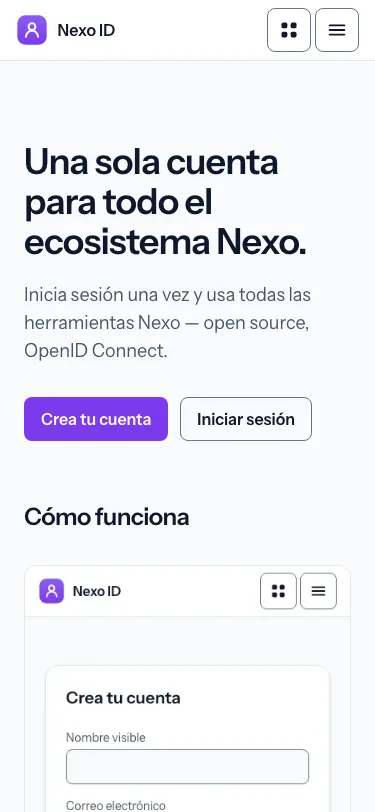 Nexo ID
Una sola cuenta
para todo el
ecosistema Nexo.
Inicia sesión una vez y usa todas las
herramientas Nexo — open source,
OpenID Connect.
Crea tu cuenta
Iniciar sesión
Cómo funciona
Nexo ID
Crea tu cuenta
Nombre visible
Correo electrónico